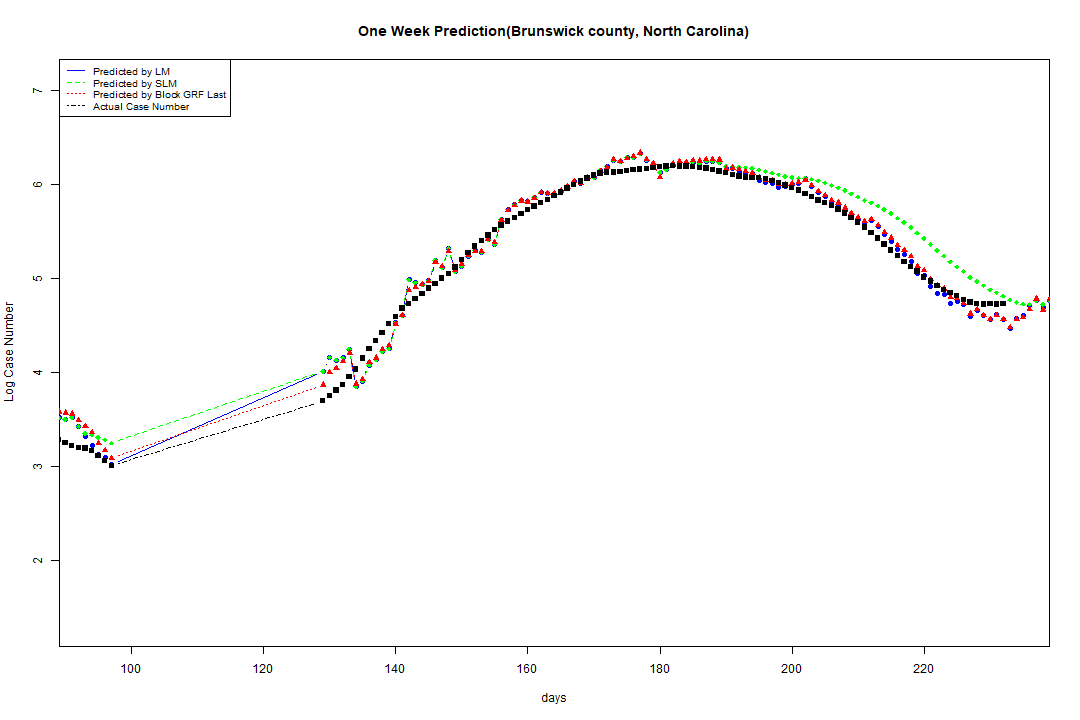 One Week Prediction(Brunswick county, North Carolina)
Predicted by LM
Predicted by SLM
Predicted by Block GRF Last
Actual Case Number
7
6
5
4
3
2
Log Case Number
100 120 140 160 180 200 220
days